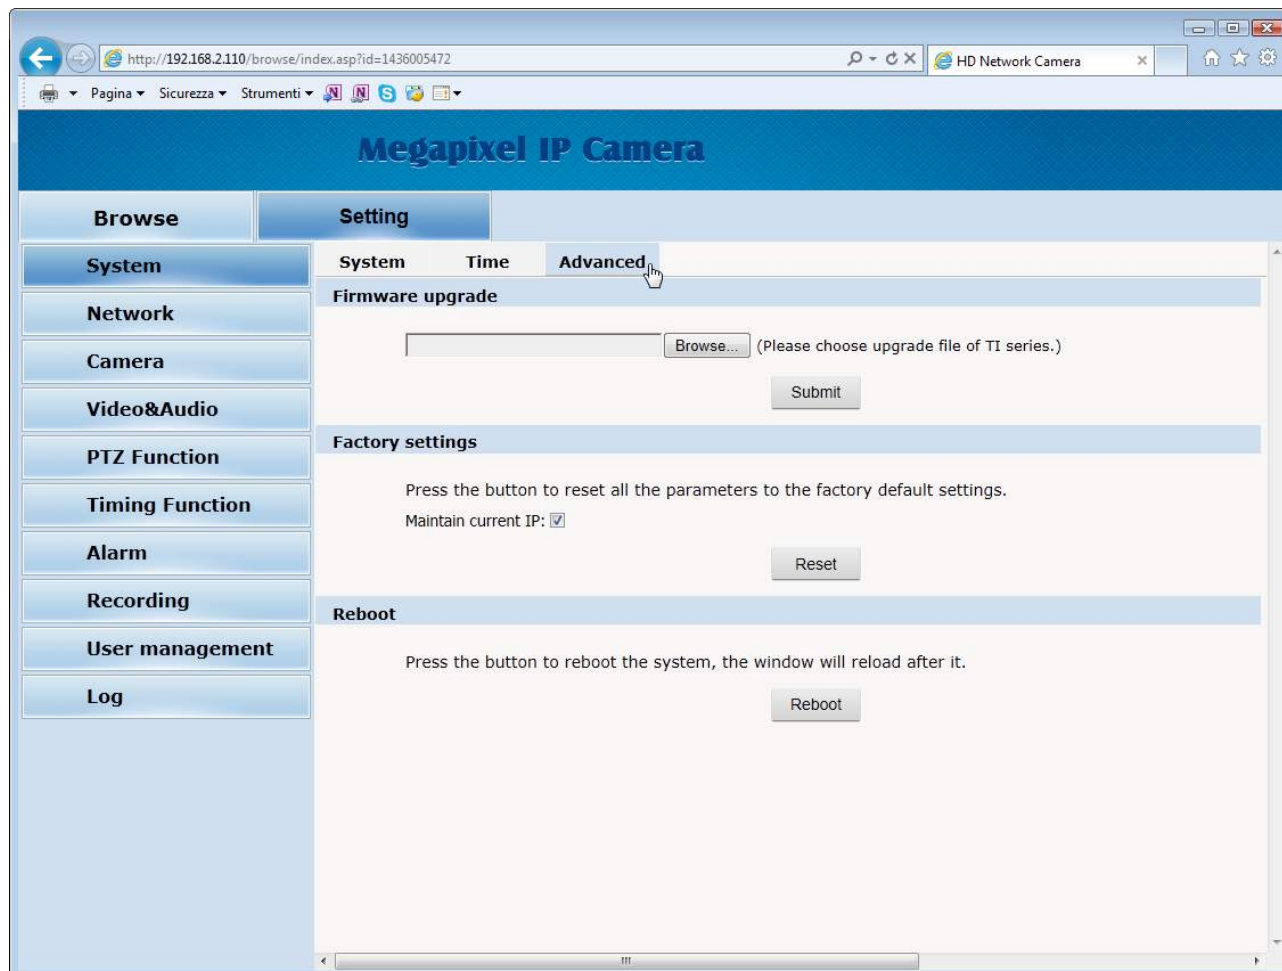 http://192.168.2.110/browse/index.asp?id=1436005472
HD Network Camera
Pagina Sicurezza Strumenti
Megapixel IP Camera
Browse Setting
System
Network
Camera
Video&Audio
PTZ Function
Timing Function
Alarm
Recording
User management
Log
System Time Advanced
Firmware upgrade
Browse... (Please choose upgrade file of TI series.)
Submit
Factory settings
Press the button to reset all the parameters to the factory default settings.
Maintain current IP:
Reset
Reboot
Press the button to reboot the system, the window will reload after it.
Reboot